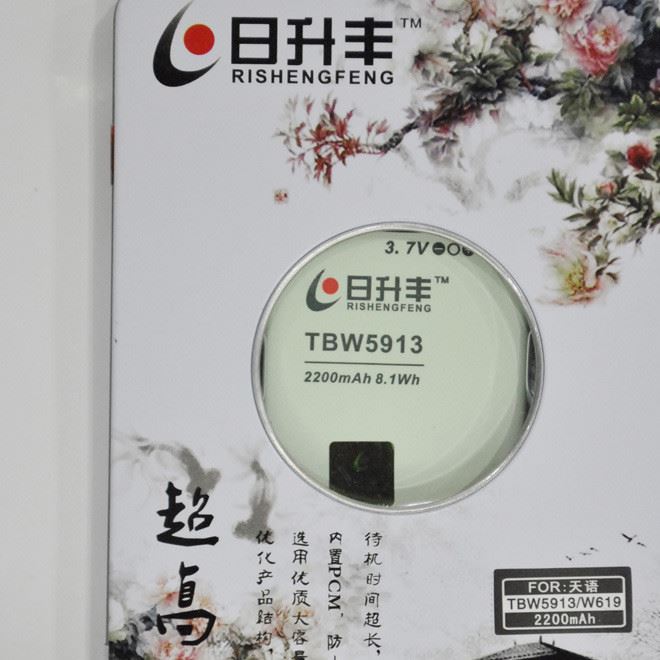 日升丰™
RISHENGFENG
3.7V
日升丰™
RISHENGFENG
TBW5913
2200mAh 8.1Wh
超高
待机时间超长，
内置PCM，防
选用优质大容量
优化产品结构，
FOR:天语
TBW5913/W619
2200mAh